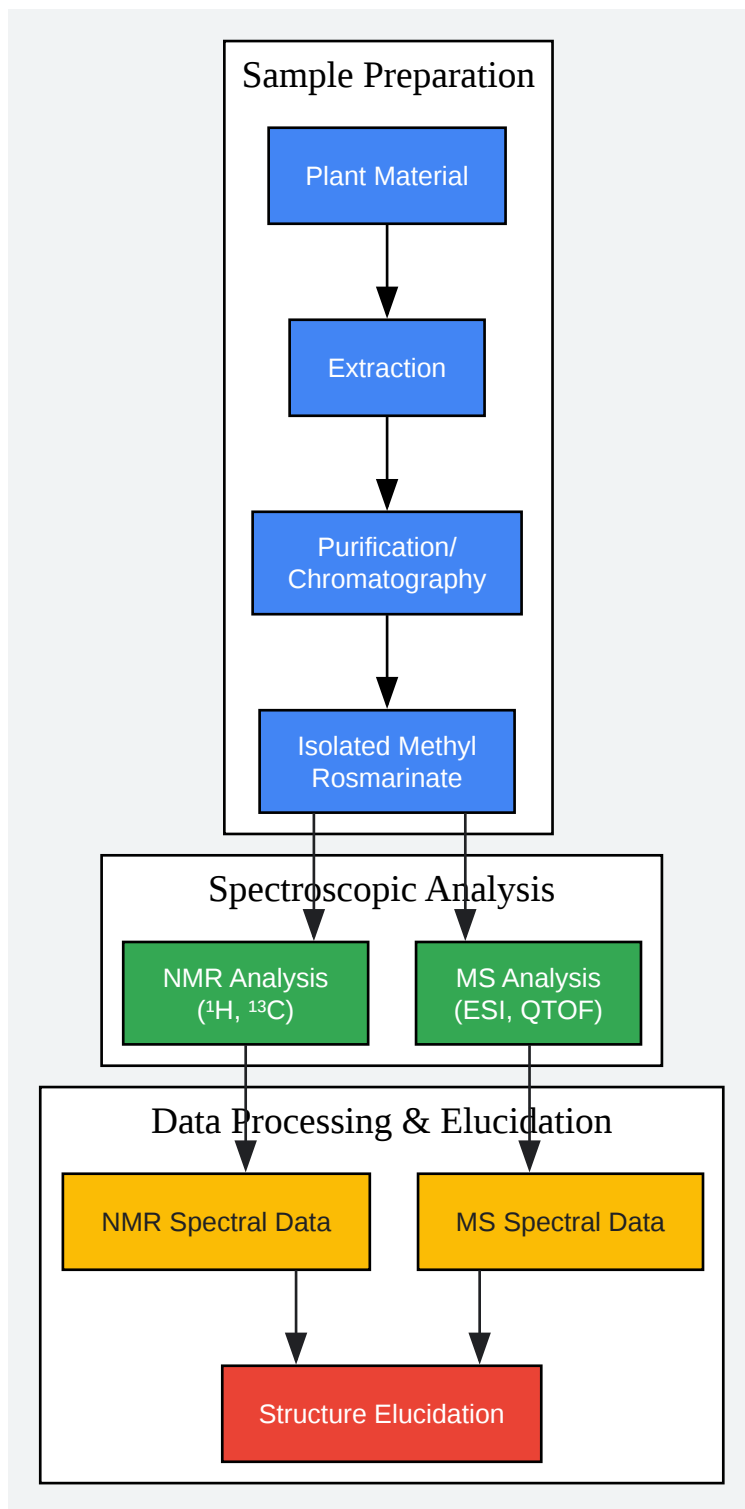 Sample Preparation
Plant Material
Extraction
Purification/
Chromatography
Isolated Methyl
Rosmarinate
Spectroscopic Analysis
NMR Analysis
(¹H, ¹³C)
MS Analysis
(ESI, QTOF)
Data Processing & Elucidation
NMR Spectral Data
MS Spectral Data
Structure Elucidation